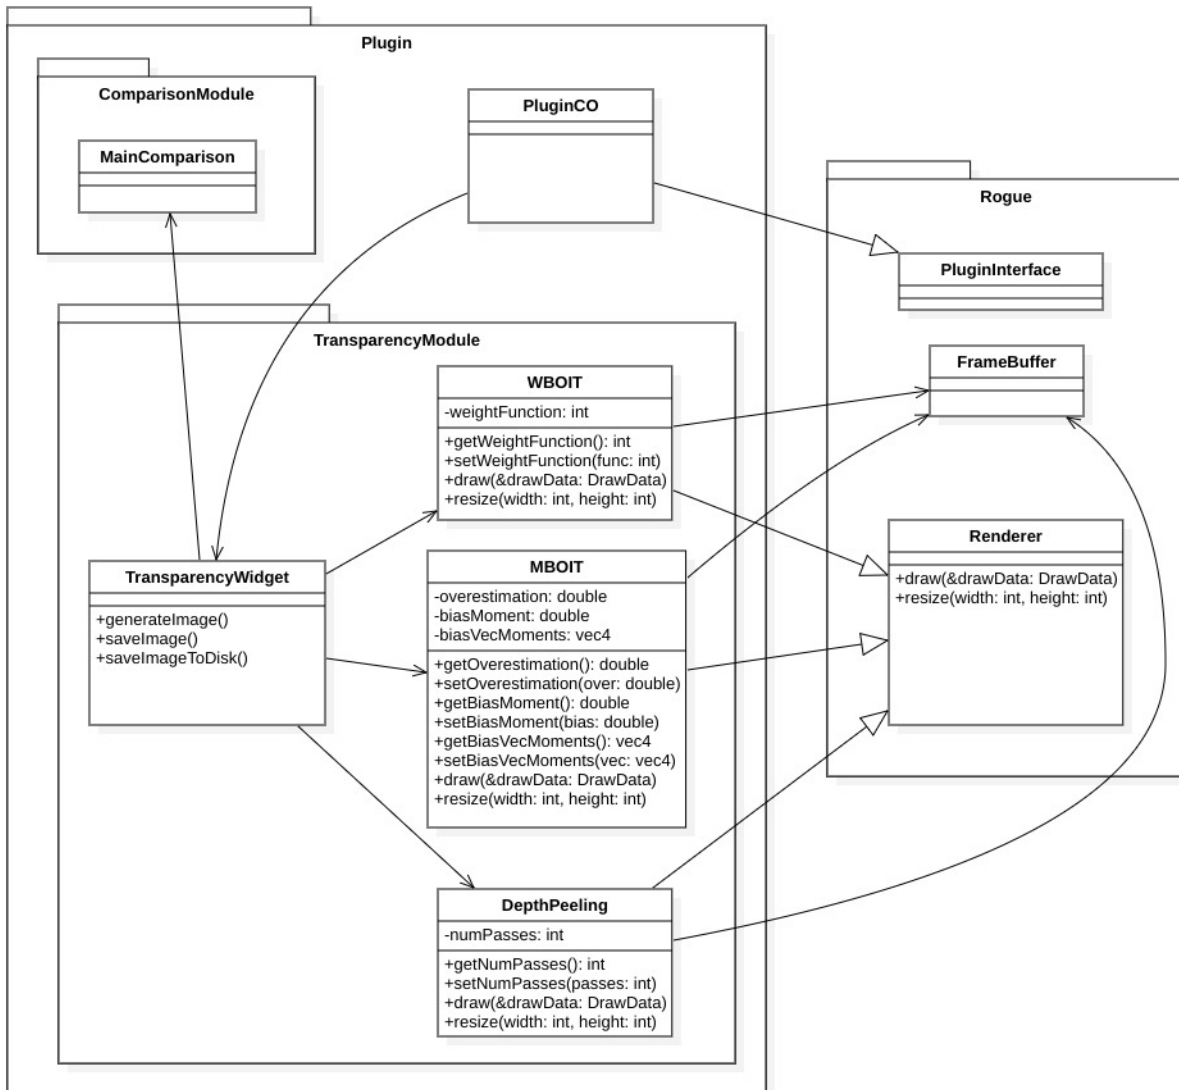 Plugin
ComparisonModule
MainComparison
PluginCO
Rogue
PluginInterface
FrameBuffer
Renderer
+draw(&drawData: DrawData)
+resize(width: int, height: int)
TransparencyModule
WBOIT
-weightFunction: int
+getWeightFunction(): int
+setWeightFunction(func: int)
+draw(&drawData: DrawData)
+resize(width: int, height: int)
TransparencyWidget
+generateImage()
+saveImage()
+saveImageToDisk()
MBOIT
-overestimation: double
-biasMoment: double
-biasVecMoments: vec4
+getOverestimation(): double
+setOverestimation(over: double)
+getBiasMoment(): double
+setBiasMoment(bias: double)
+getBiasVecMoments(): vec4
+setBiasVecMoments(vec: vec4)
+draw(&drawData: DrawData)
+resize(width: int, height: int)
DepthPeeling
-numPasses: int
+getNumPasses(): int
+setNumPasses(passes: int)
+draw(&drawData: DrawData)
+resize(width: int, height: int)